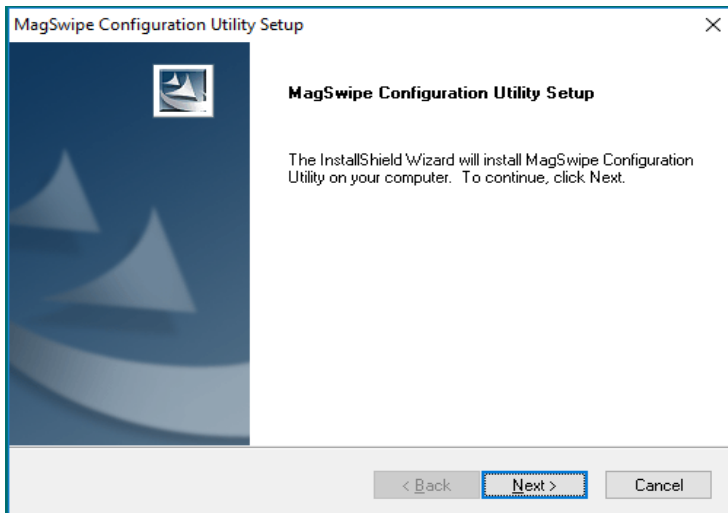 MagSwipe Configuration Utility Setup
MagSwipe Configuration Utility Setup
The InstallShield Wizard will install MagSwipe Configuration
Utility on your computer.  To continue, click Next.
< Back
Next >
Cancel